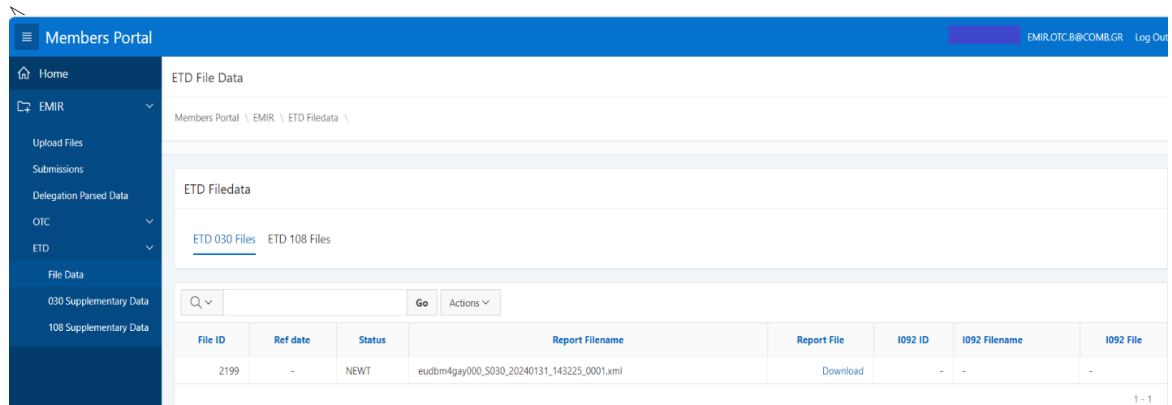 Members Portal
EMIR.OTC.B@COMB.GR Log Out
Home
EMIR
Upload Files
Submissions
Delegation Parsed Data
OTC
ETD
File Data
030 Supplementary Data
108 Supplementary Data
ETD File Data
Members Portal \ EMIR \ ETD Filedata \
ETD Filedata
ETD 030 Files ETD 108 Files
Go Actions
File ID Ref date Status Report Filename Report File I092 ID I092 Filename I092 File
2199 - NEWT eudbm4gay000_S030_20240131_143225_0001.xml Download - - -
1 - 1